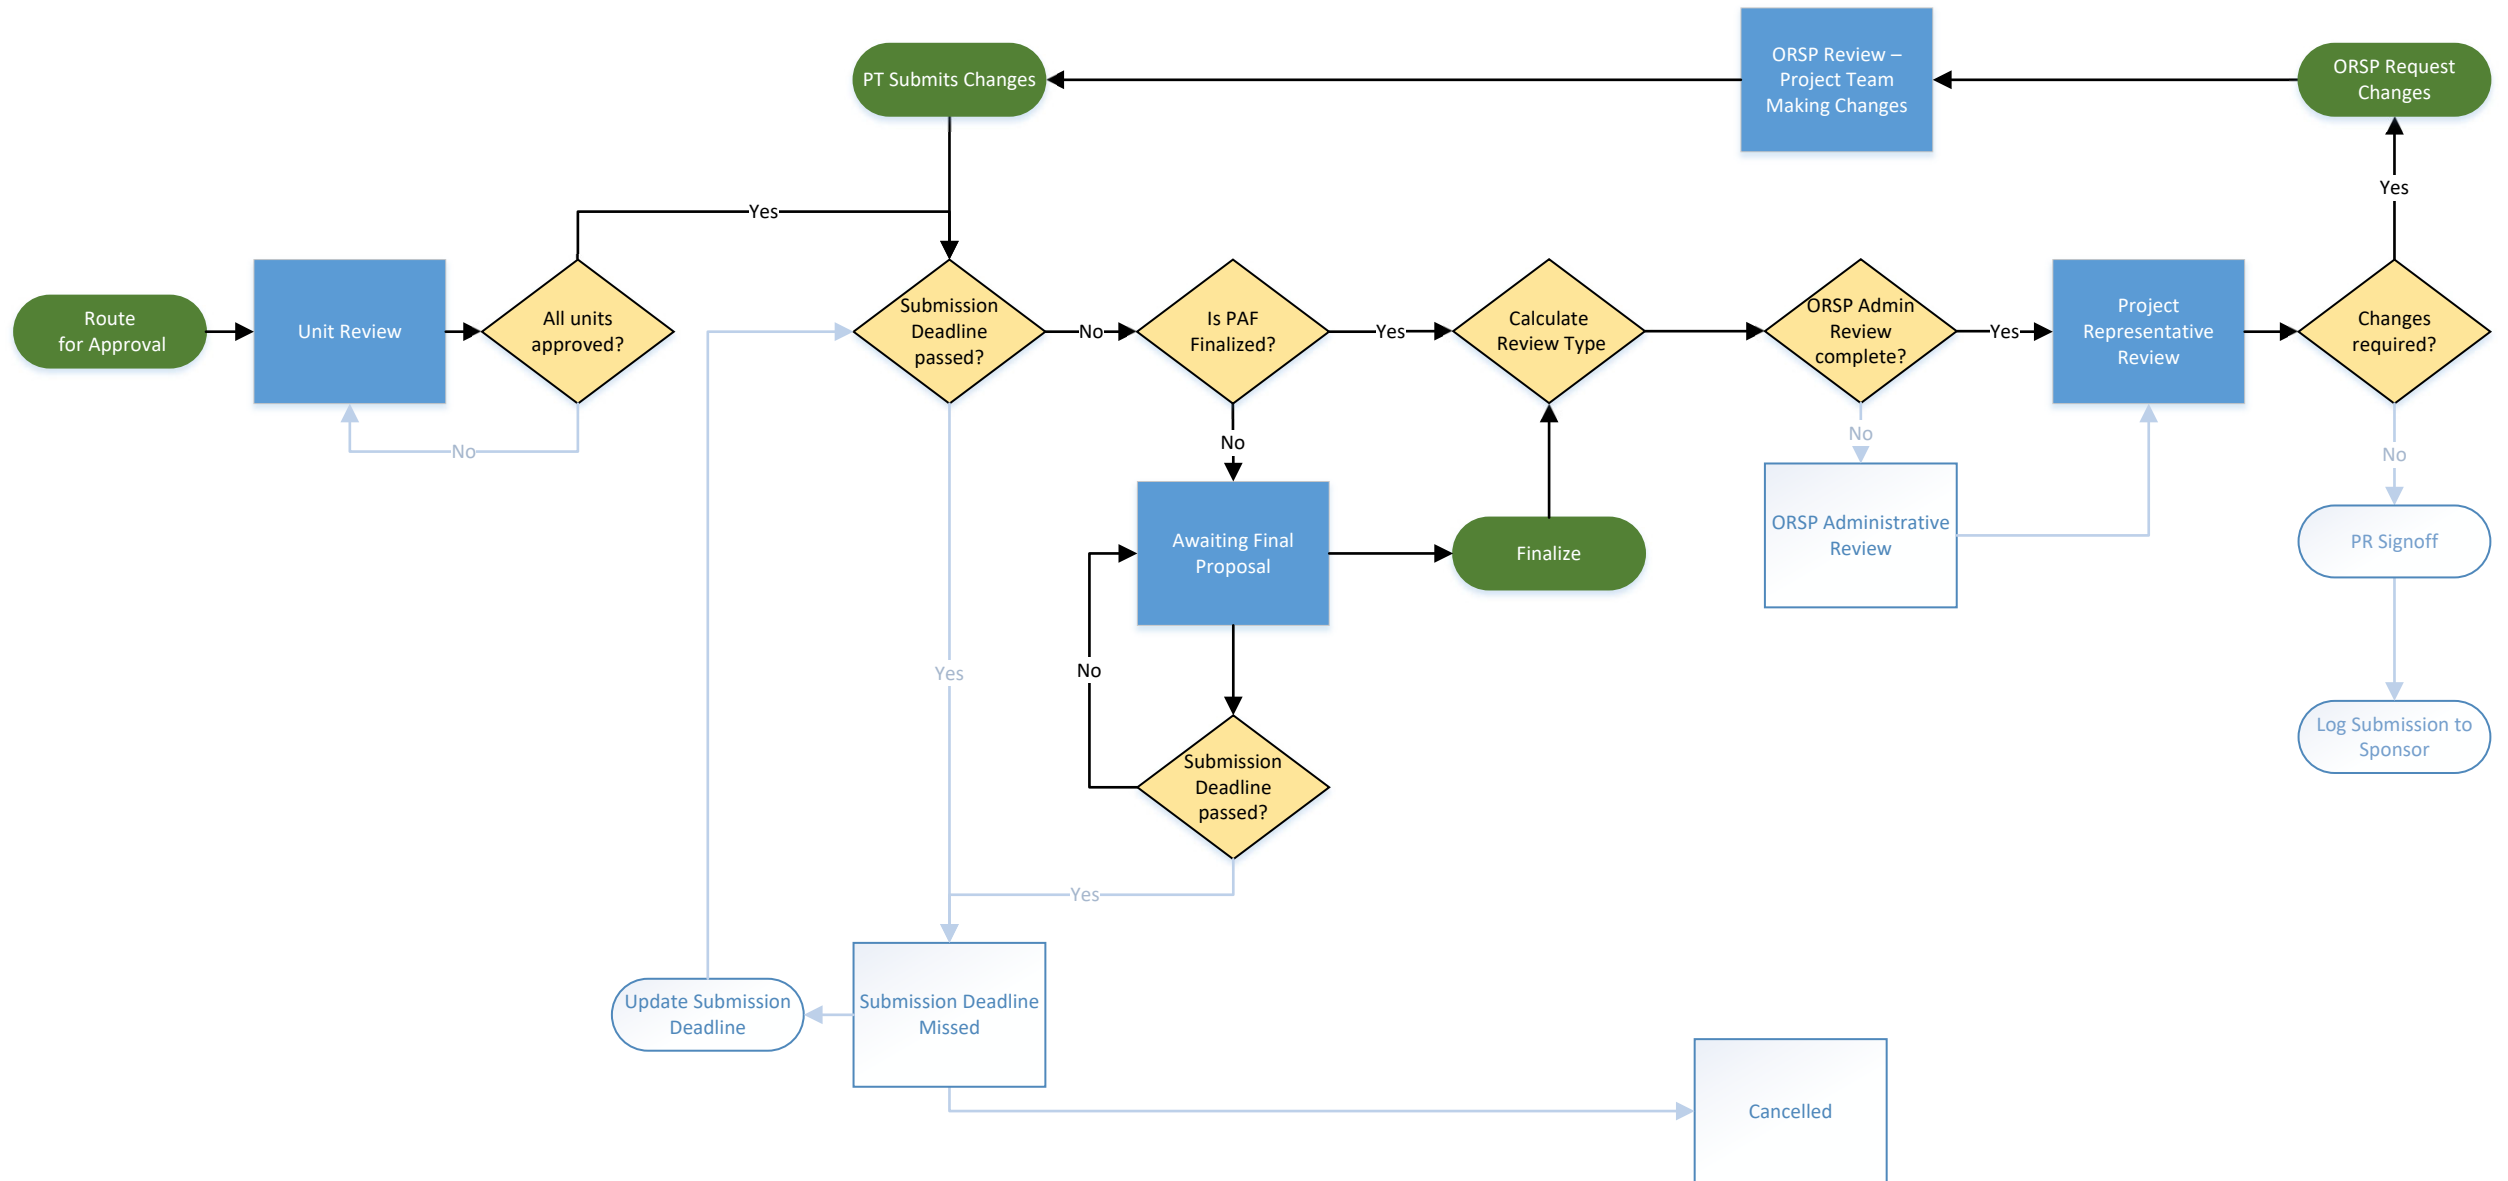 PT Submits Changes
ORSP Review –
Project Team
Making Changes
ORSP Request
Changes
Yes
Yes
Route
for Approval
Unit Review
All units
approved?
Submission
Deadline
passed?
No
Is PAF
Finalized?
Yes
Calculate
Review Type
ORSP Admin
Review
complete?
Yes
Project
Representative
Review
Changes
required?
No
No
No
No
Awaiting Final
Proposal
Finalize
ORSP Administrative
Review
PR Signoff
Yes
No
Submission
Deadline
passed?
Log Submission to
Sponsor
Yes
Update Submission
Deadline
Submission Deadline
Missed
Cancelled